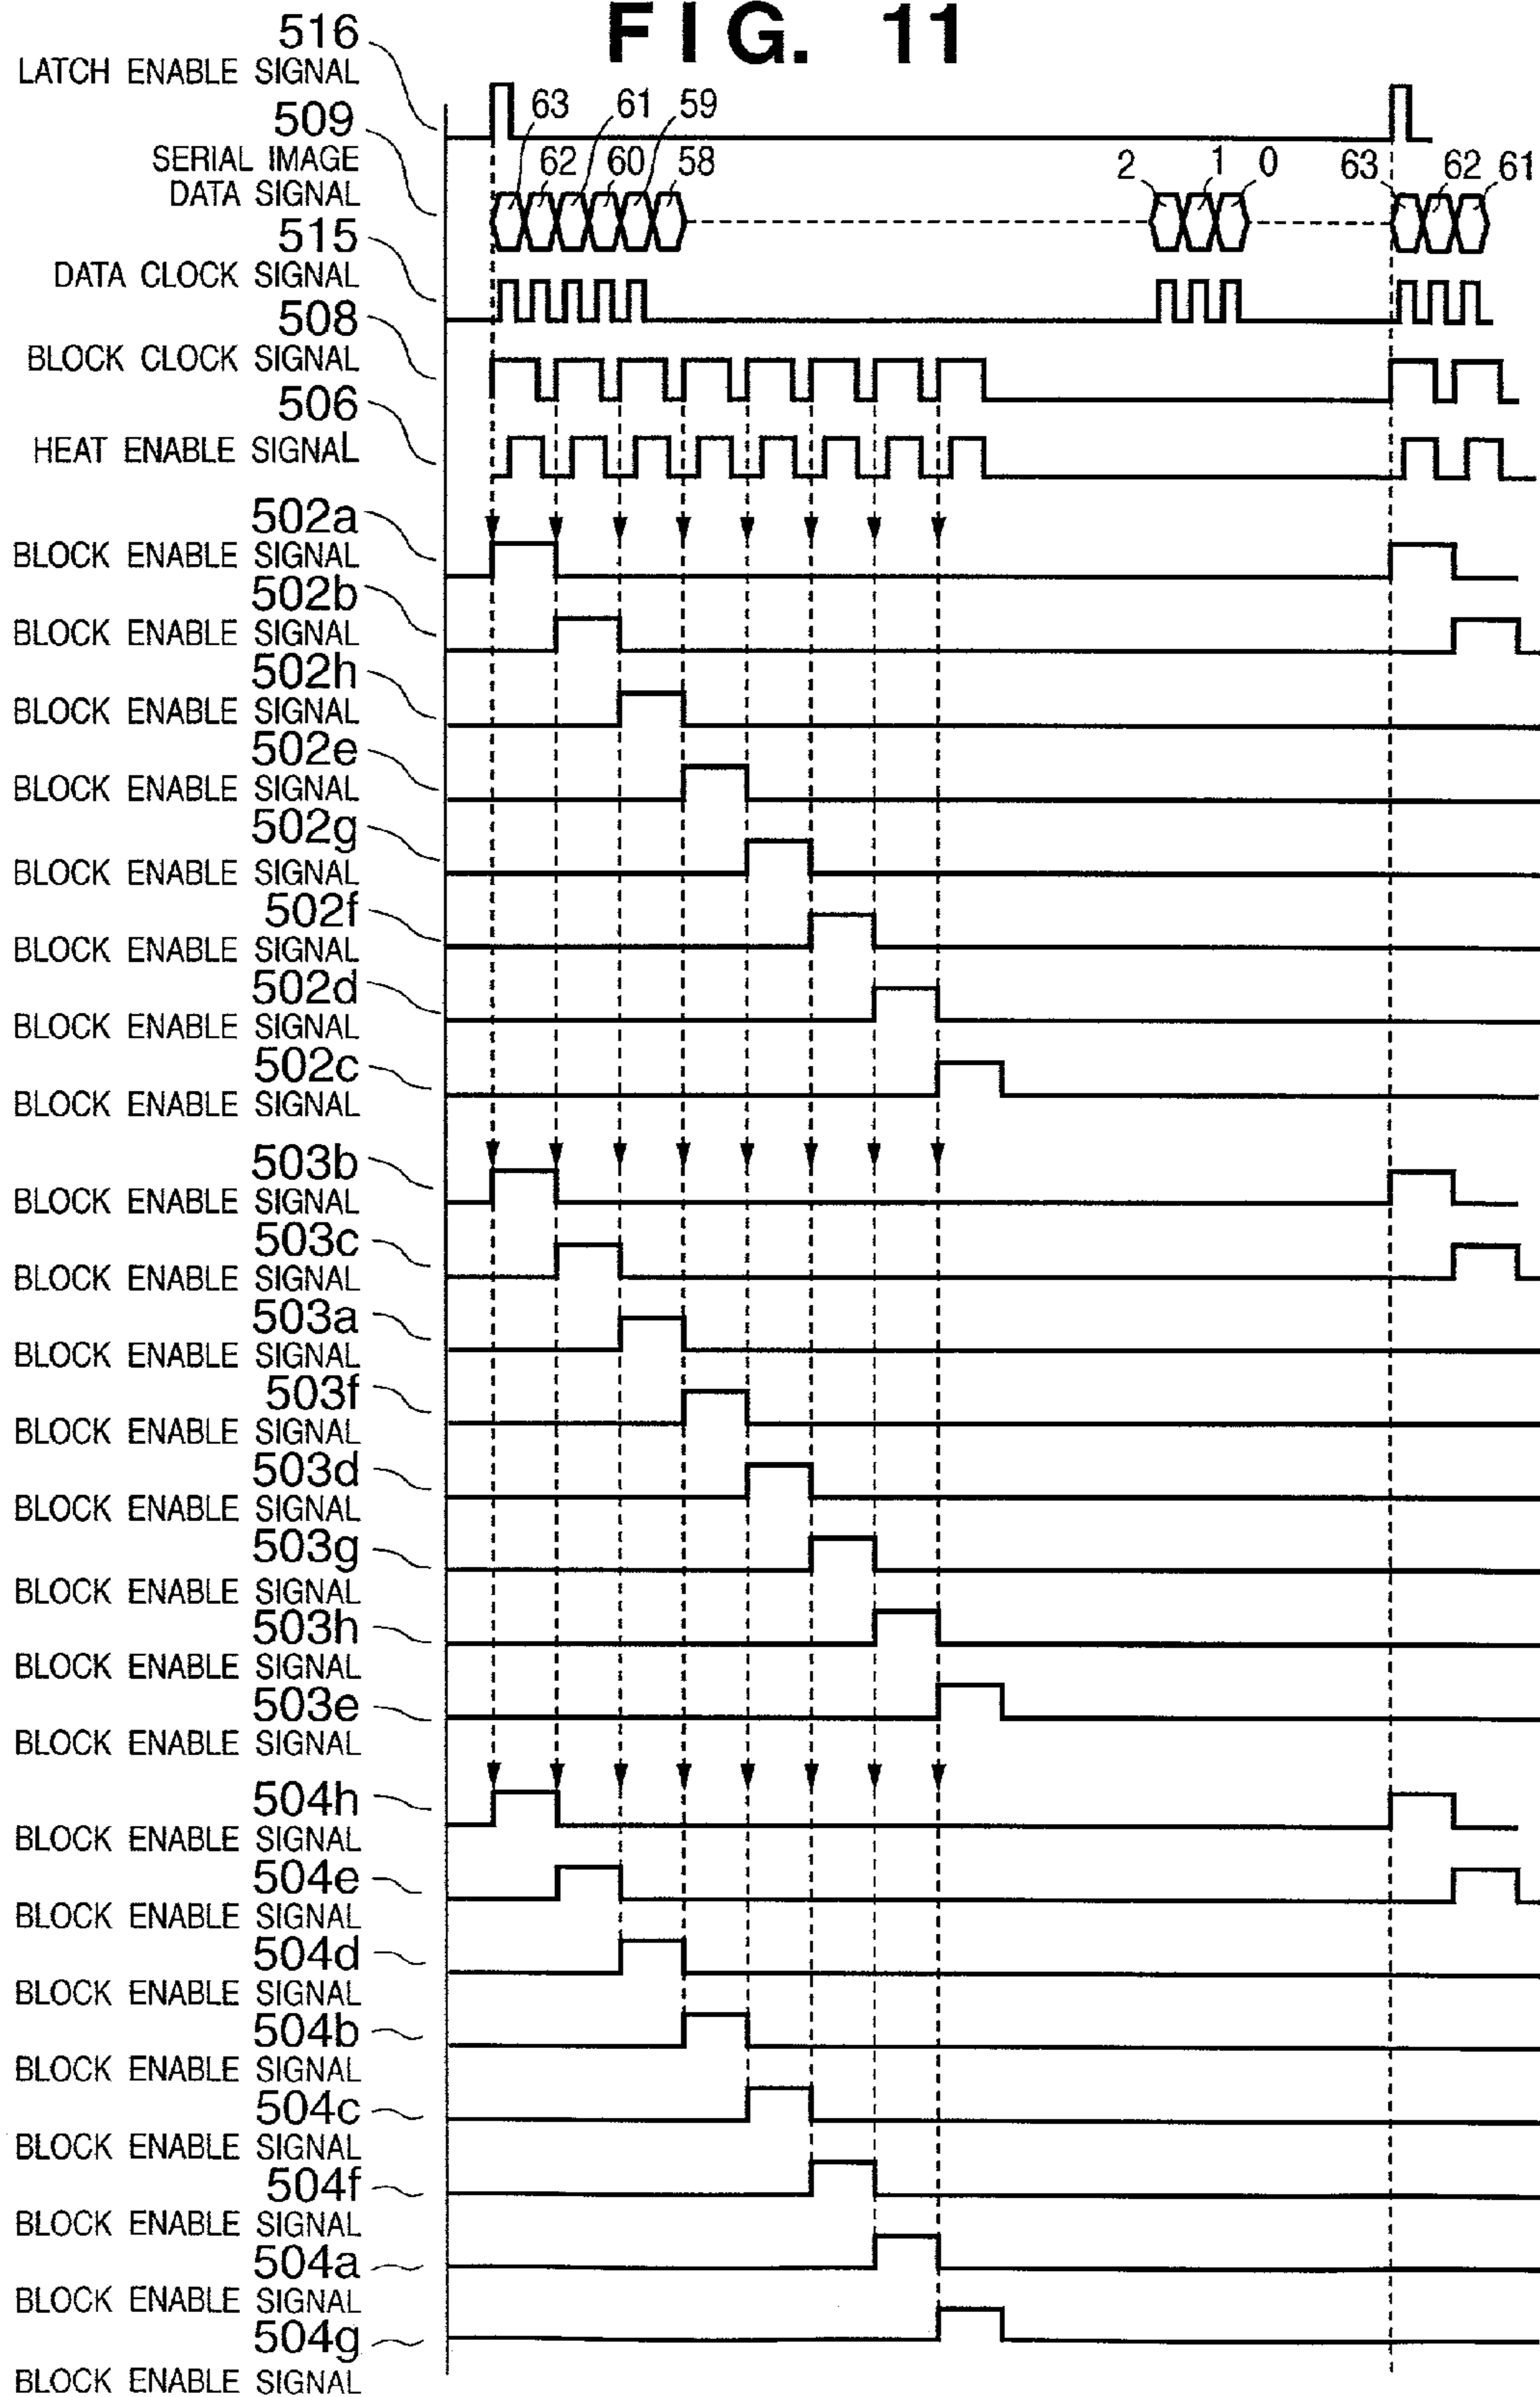 FIG. 11
516
LATCH ENABLE SIGNAL
509
SERIAL IMAGE
DATA SIGNAL
63 61 59
62 60 58
2 1 0
63 62 61
515
DATA CLOCK SIGNAL
508
BLOCK CLOCK SIGNAL
506
HEAT ENABLE SIGNAL
502a
BLOCK ENABLE SIGNAL
502b
BLOCK ENABLE SIGNAL
502h
BLOCK ENABLE SIGNAL
502e
BLOCK ENABLE SIGNAL
502g
BLOCK ENABLE SIGNAL
502f
BLOCK ENABLE SIGNAL
502d
BLOCK ENABLE SIGNAL
502c
BLOCK ENABLE SIGNAL
503b
BLOCK ENABLE SIGNAL
503c
BLOCK ENABLE SIGNAL
503a
BLOCK ENABLE SIGNAL
503f
BLOCK ENABLE SIGNAL
503d
BLOCK ENABLE SIGNAL
503g
BLOCK ENABLE SIGNAL
503h
BLOCK ENABLE SIGNAL
503e
BLOCK ENABLE SIGNAL
504h
BLOCK ENABLE SIGNAL
504e
BLOCK ENABLE SIGNAL
504d
BLOCK ENABLE SIGNAL
504b
BLOCK ENABLE SIGNAL
504c
BLOCK ENABLE SIGNAL
504f
BLOCK ENABLE SIGNAL
504a
BLOCK ENABLE SIGNAL
504g
BLOCK ENABLE SIGNAL